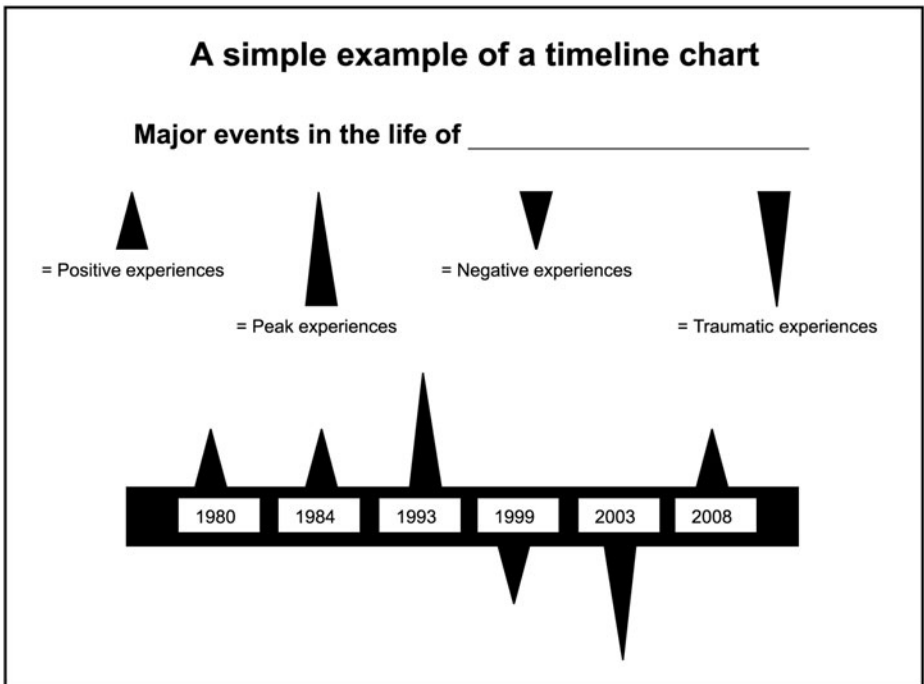 A simple example of a timeline chart
Major events in the life of
= Positive experiences
= Negative experiences
= Peak experiences
= Traumatic experiences
1980
1984
1993
1999
2003
2008